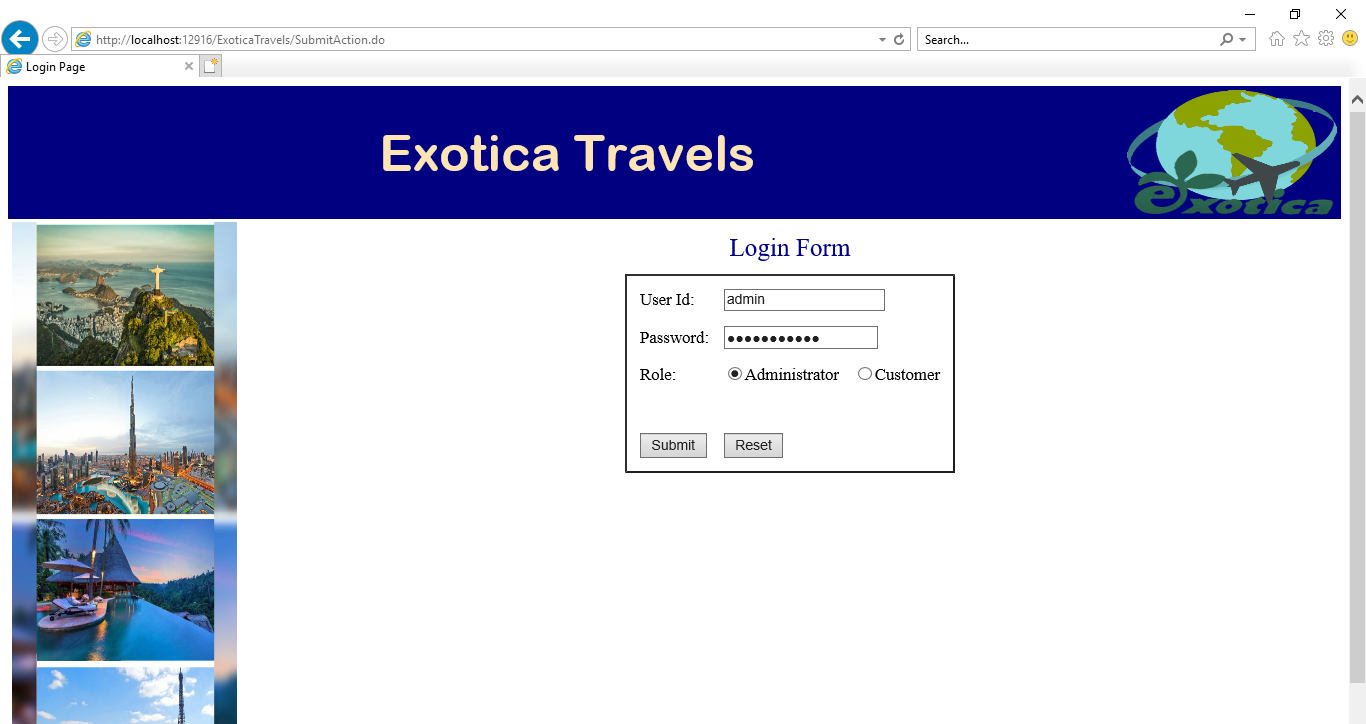 http://localhost:12916/ExoticaTravels/SubmitAction.do
Search...
Login Page
Exotica Travels
exotica
Login Form
User Id: admin
Password: ●●●●●●●●●●●
Role: Administrator Customer
Submit Reset